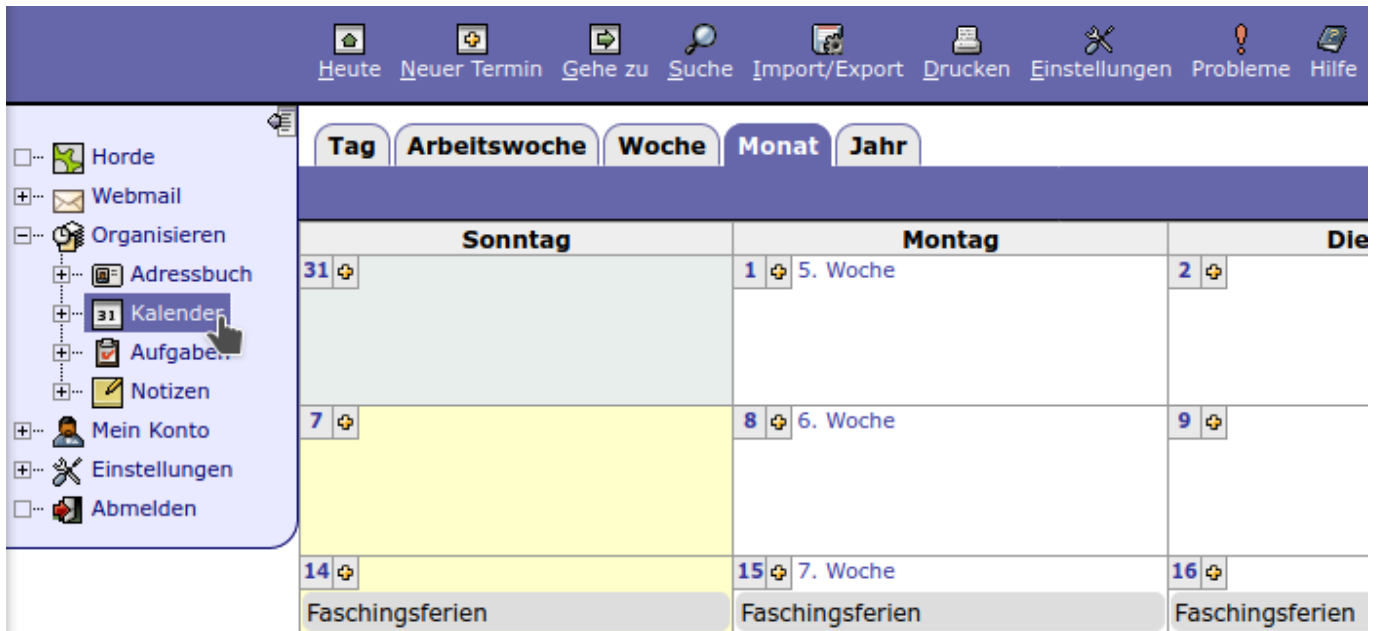 Heute Neuer Termin Gehe zu Suche Import/Export Drucken Einstellungen Probleme Hilfe
Horde
Webmail
Organisieren
Adressbuch
31 Kalender
Aufgaben
Notizen
Mein Konto
Einstellungen
Abmelden
Tag Arbeitswoche Woche Monat Jahr
Sonntag Montag Die
31 1 5. Woche 2
7 8 6. Woche 9
14 15 7. Woche 16
Faschingsferien Faschingsferien Faschingsferien